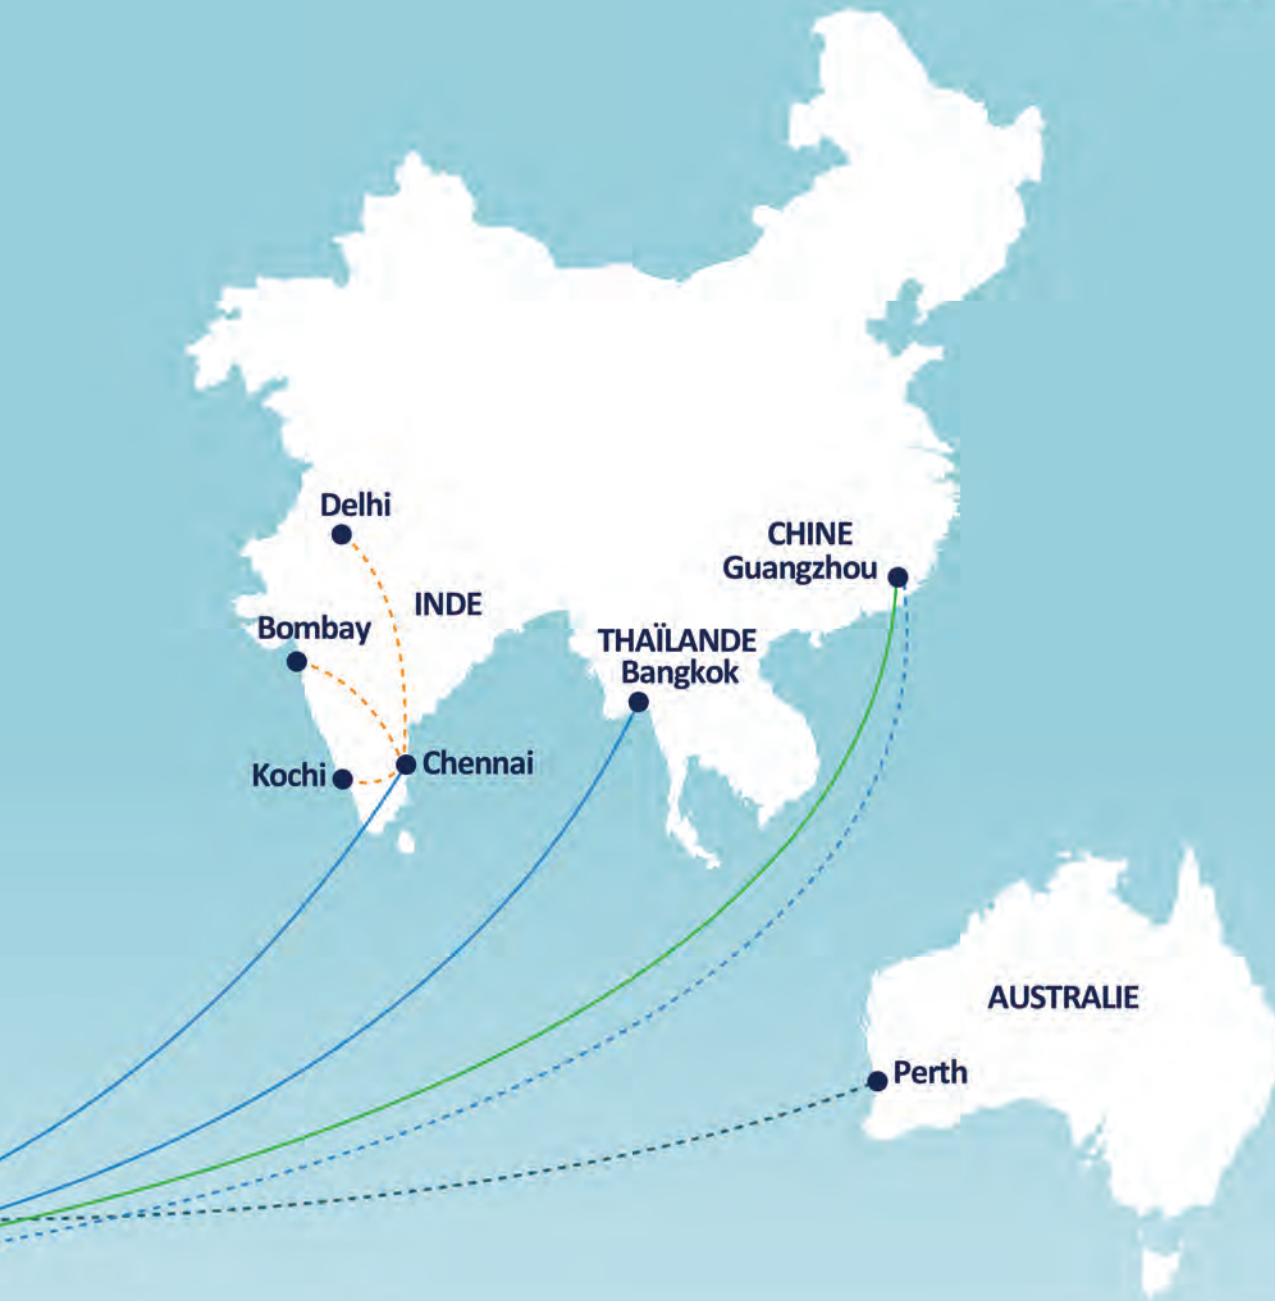 Delhi
CHINE
Guangzhou
INDE
Bombay
THAÏLANDE
Bangkok
Chennai
Kochi
AUSTRALIE
Perth